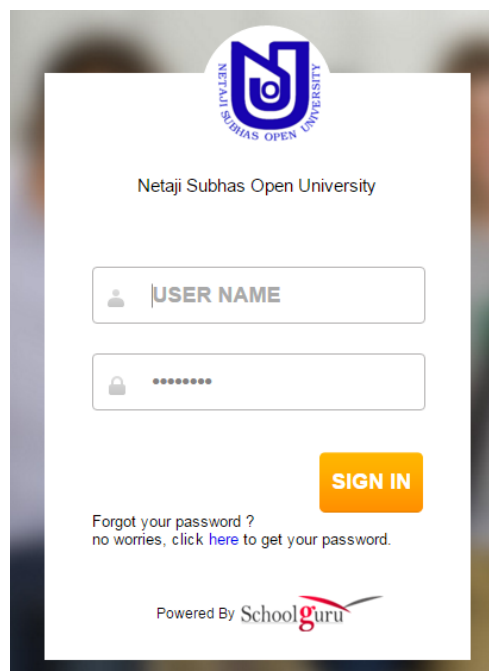 NETAJI SUBHAS OPEN UNIVERSITY
Netaji Subhas Open University
USER NAME
••••••••
SIGN IN
Forgot your password ?
no worries, click here to get your password.
Powered By Schoolguru